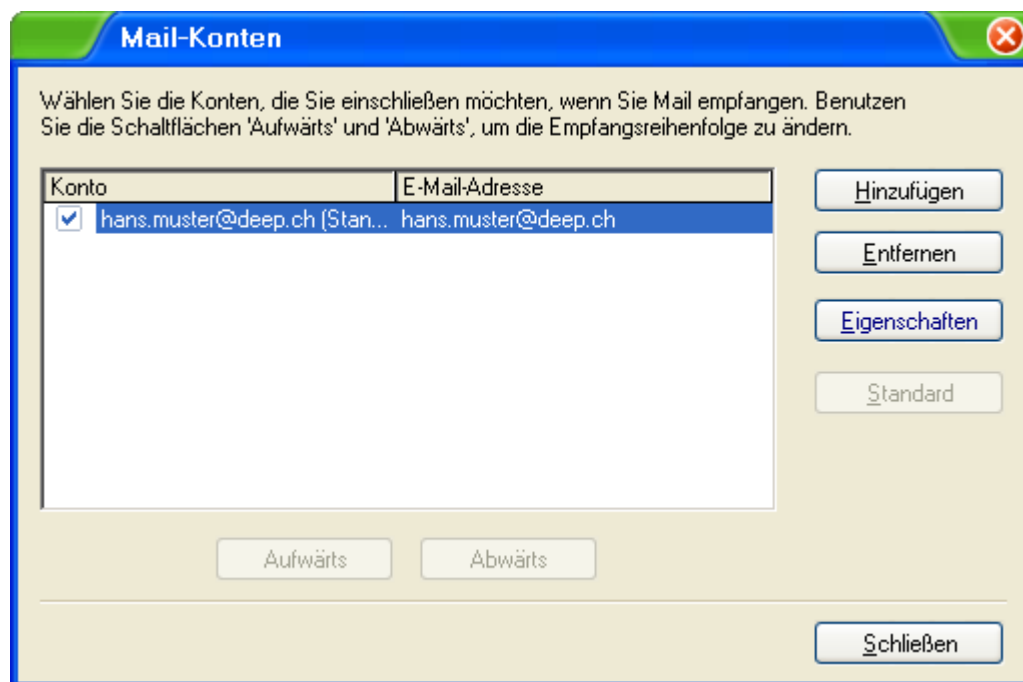 Mail-Konten
Wählen Sie die Konten, die Sie einschließen möchten, wenn Sie Mail empfangen. Benutzen
Sie die Schaltflächen 'Aufwärts' und 'Abwärts', um die Empfangsreihenfolge zu ändern.
Konto E-Mail-Adresse
hans.muster@deep.ch (Stan... hans.muster@deep.ch
Hinzufügen
Entfernen
Eigenschaften
Standard
Aufwärts Abwärts
Schließen